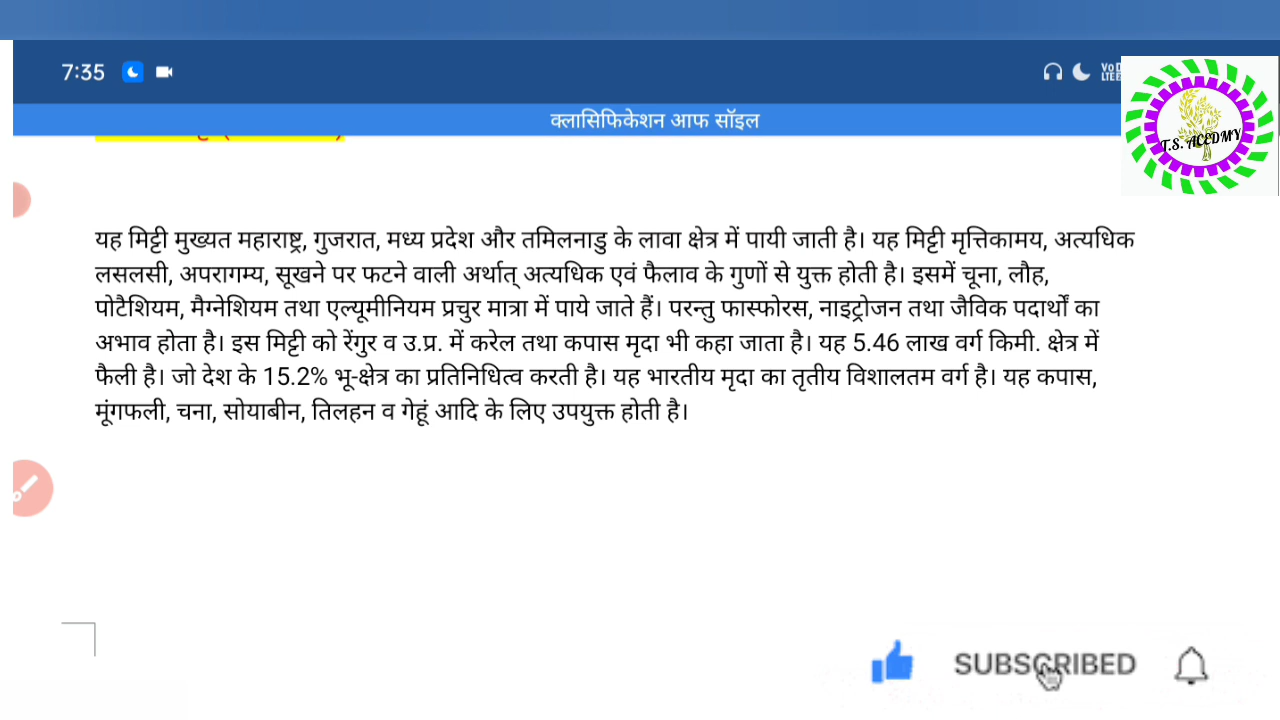 7:35
क्लासिफिकेशन आफ सॉइल
T.S. ACEDMY
यह मिट्टी मुख्यत महाराष्ट्र, गुजरात, मध्य प्रदेश और तमिलनाडु के लावा क्षेत्र में पायी जाती है। यह मिट्टी मृत्तिकामय, अत्यधिक
लसलसी, अपरागम्य, सूखने पर फटने वाली अर्थात् अत्यधिक एवं फैलाव के गुणों से युक्त होती है। इसमें चूना, लौह,
पोटैशियम, मैग्नेशियम तथा एल्यूमीनियम प्रचुर मात्रा में पाये जाते हैं। परन्तु फास्फोरस, नाइट्रोजन तथा जैविक पदार्थों का
अभाव होता है। इस मिट्टी को रेंगुर व उ.प्र. में करेल तथा कपास मृदा भी कहा जाता है। यह 5.46 लाख वर्ग किमी. क्षेत्र में
फैली है। जो देश के 15.2% भू-क्षेत्र का प्रतिनिधित्व करती है। यह भारतीय मृदा का तृतीय विशालतम वर्ग है। यह कपास,
मूंगफली, चना, सोयाबीन, तिलहन व गेहूं आदि के लिए उपयुक्त होती है।
SUBSCRIBED